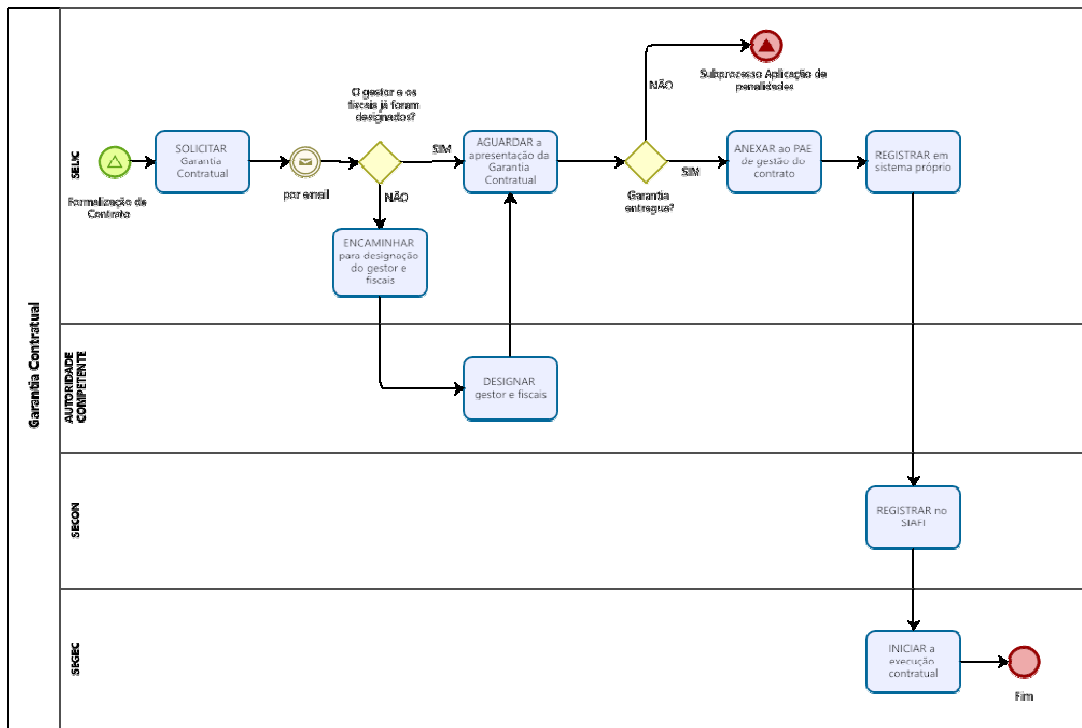 Garantia Contratual
SELIC
Formalização de
Contrato
SOLICITAR
Garantia
Contratual
por email
O gestor e os
fiscais já foram
designados?
SIM
NÃO
ENCAMINHAR
para designação
do gestor e
fiscais
AGUARDAR a
apresentação da
Garantia
Contratual
Garantia
entregue?
NÃO
Subprocesso Aplicação de
penalidades
SIM
ANEXAR ao PAE
de gestão do
contrato
REGISTRAR em
sistema próprio
AUTORIDADE
COMPETENTE
DESIGNAR
gestor e fiscais
SECON
REGISTRAR no
SIAFI
SIGEC
INICIAR a
execução
contratual
Fim